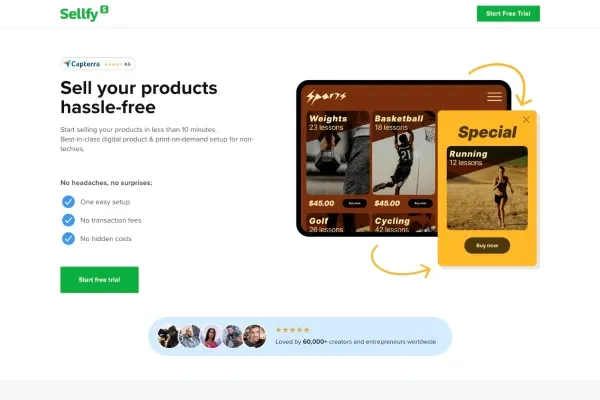 Sellfy S
Start Free Trial
Capterra 4.5
Sell your products
hassle-free
Start selling your products in less than 10 minutes.
Best-in-class digital product & print-on-demand setup for non-
techies.
No headaches, no surprises:
One easy setup
No transaction fees
No hidden costs
Start free trial
Sports
Weights
23 lessons
$45.00
Buy now
Basketball
18 lessons
$45.00
Buy now
Golf
26 lessons
Cycling
42 lessons
Special
Running
12 lessons
Buy now
Loved by 60,000+ creators and entrepreneurs worldwide